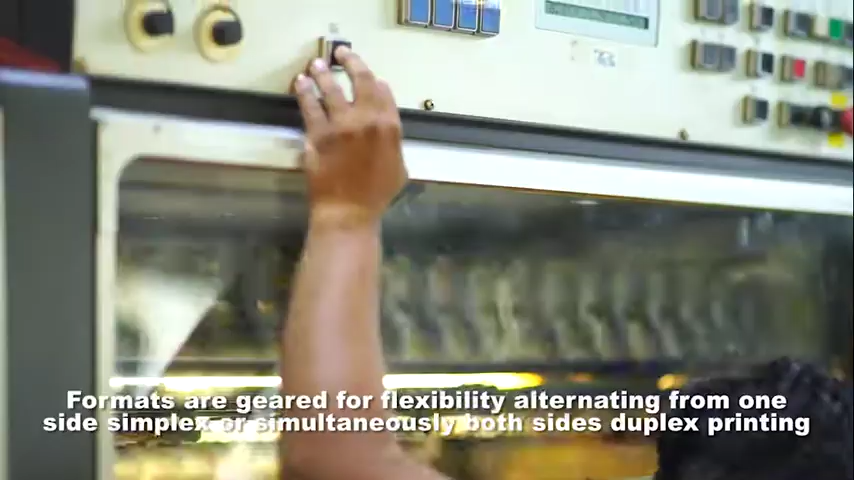 Formats are geared for flexibility alternating from one
side simplex or simultaneously both sides duplex printing